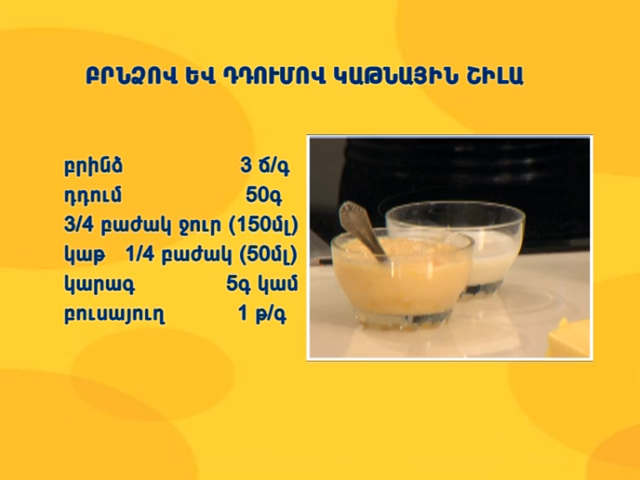 ԲՐՆՁՈՎ ԵՎ ԴԴՈՒՄՈՎ ԿԱԹՆԱՅԻՆ ՇԻԼԱ
բրինձ 3 ճ/գ
դդում 50գ
3/4 բաժակ ջուր (150մլ)
կաթ 1/4 բաժակ (50մլ)
կարագ 5գ կամ
բուսայուղ 1 թ/գ